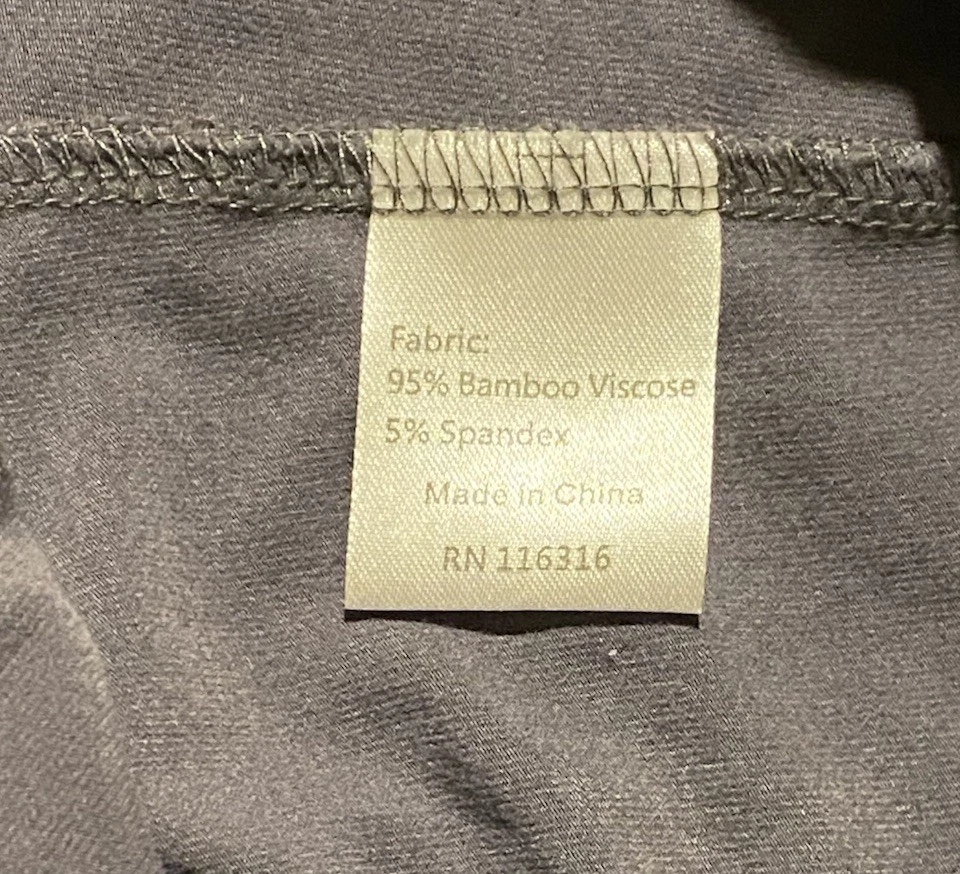 Fabric:
95% Bamboo Viscose
5% Spandex
Made in China
RN 116316